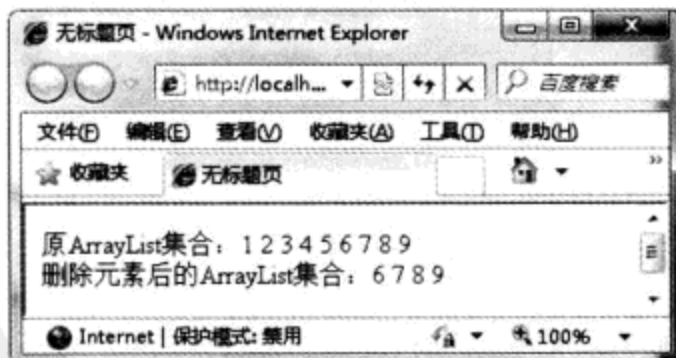 无标题页 - Windows Internet Explorer
http://localh... 百度搜索
文件(F) 编辑(E) 查看(V) 收藏夹(A) 工具(T) 帮助(H)
收藏夹 无标题页
原ArrayList集合：1 2 3 4 5 6 7 8 9
删除元素后的ArrayList集合：6 7 8 9
Internet | 保护模式: 禁用 100%